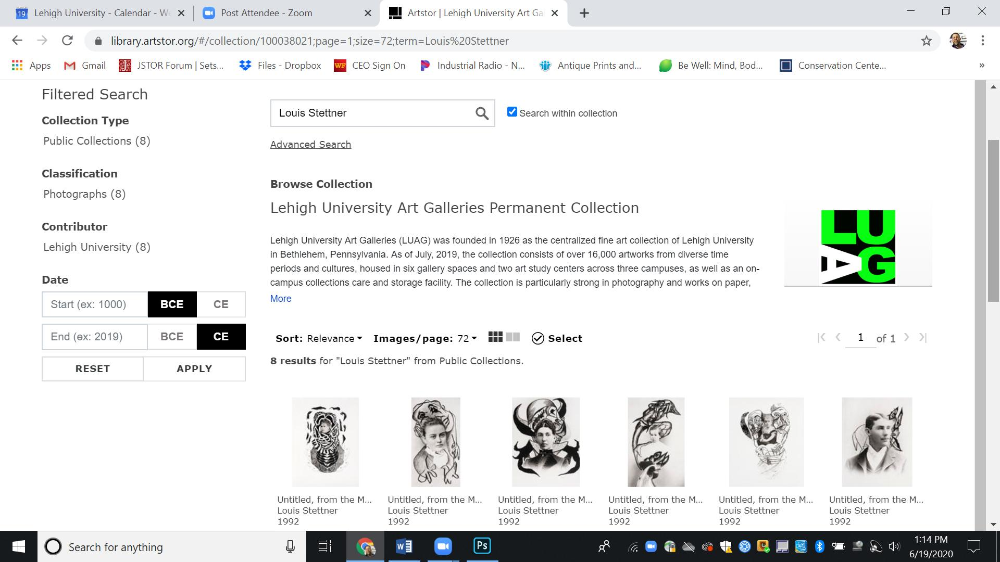 Lehigh University - Calendar - We
Post Attendee - Zoom
Artstor | Lehigh University Art Ga
library.artstor.org/#/collection/100038021;page=1;size=72;term=Louis%20Stettner
Apps
Gmail
JSTOR Forum | Sets...
Files - Dropbox
CEO Sign On
Industrial Radio - N...
Antique Prints and...
Be Well: Mind, Bod...
Conservation Cente...
Filtered Search
Collection Type
Public Collections (8)
Classification
Photographs (8)
Contributor
Lehigh University (8)
Date
Start (ex: 1000) BCE CE
End (ex: 2019) BCE CE
RESET APPLY
Louis Stettner
Search within collection
Advanced Search
Browse Collection
Lehigh University Art Galleries Permanent Collection
Lehigh University Art Galleries (LUAG) was founded in 1926 as the centralized fine art collection of Lehigh University
in Bethlehem, Pennsylvania. As of July, 2019, the collection consists of over 16,000 artworks from diverse time
periods and cultures, housed in six gallery spaces and two art study centers across three campuses, as well as an on-
campus collections care and storage facility. The collection is particularly strong in photography and works on paper,
More
LU
AG
Sort: Relevance Images/page: 72 Select
1 of 1
8 results for "Louis Stettner" from Public Collections.
Untitled, from the M...
Louis Stettner
1992
Untitled, from the M...
Louis Stettner
1992
Untitled, from the M...
Louis Stettner
1992
Untitled, from the M...
Louis Stettner
1992
Untitled, from the M...
Louis Stettner
1992
Untitled, from the M...
Louis Stettner
1992
Search for anything
Ps
1:14 PM
6/19/2020